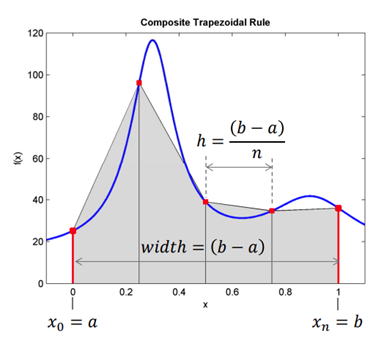 Composite Trapezoidal Rule
120
100
80
60
40
20
0
f(x)
h = (b − a) / n
width = (b − a)
0
0.2
0.4
0.6
0.8
1
x
x₀ = a
xₙ = b